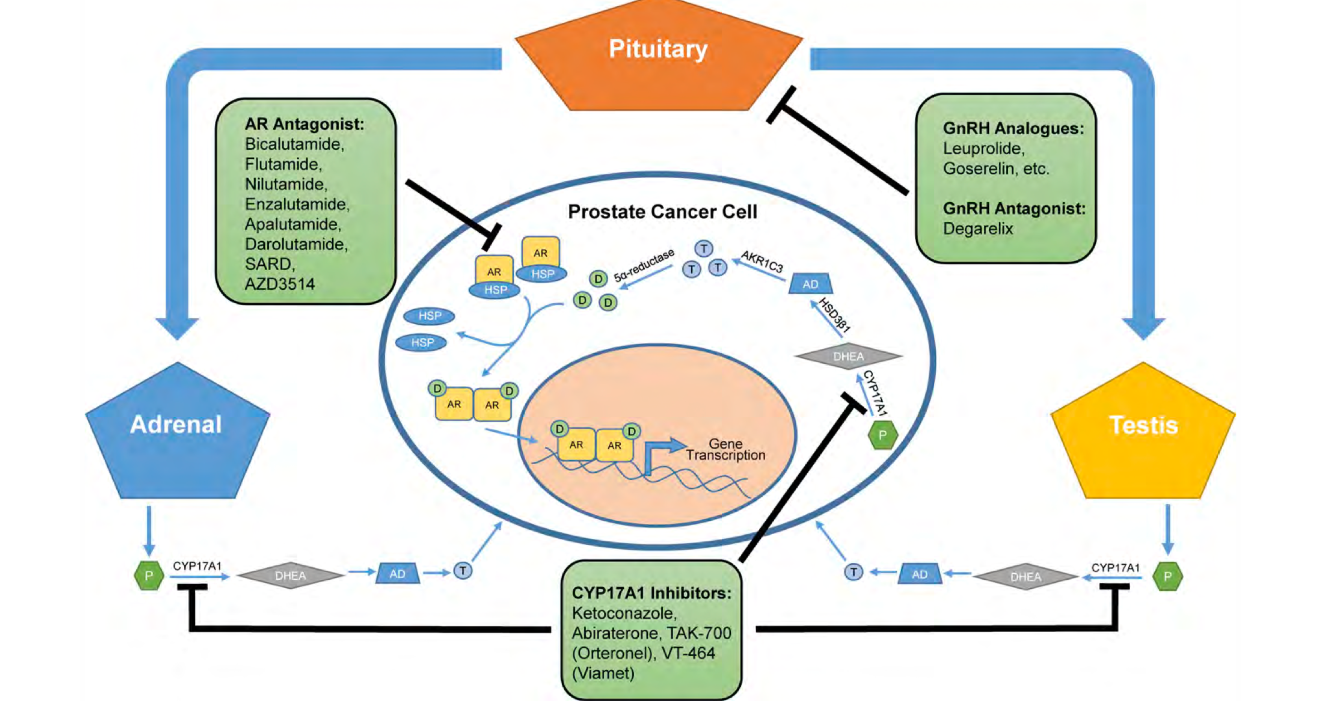 Pituitary
AR Antagonist:
Bicalutamide,
Flutamide,
Nilutamide,
Enzalutamide,
Apalutamide,
Darolutamide,
SARD,
AZD3514
GnRH Analogues:
Leuprolide,
Goserelin, etc.
GnRH Antagonist:
Degarelix
Prostate Cancer Cell
AR
HSP
AR
HSP
HSP
HSP
D
D
D
5α-reductase
T
T
T
AKR1C3
AD
HSD3β1
DHEA
CYP17A1
P
D
D
AR
AR
D
D
AR
AR
Gene
Transcription
Adrenal
Testis
P
CYP17A1
DHEA
AD
T
T
AD
DHEA
CYP17A1
P
CYP17A1 Inhibitors:
Ketoconazole,
Abiraterone, TAK-700
(Orteronel), VT-464
(Viamet)